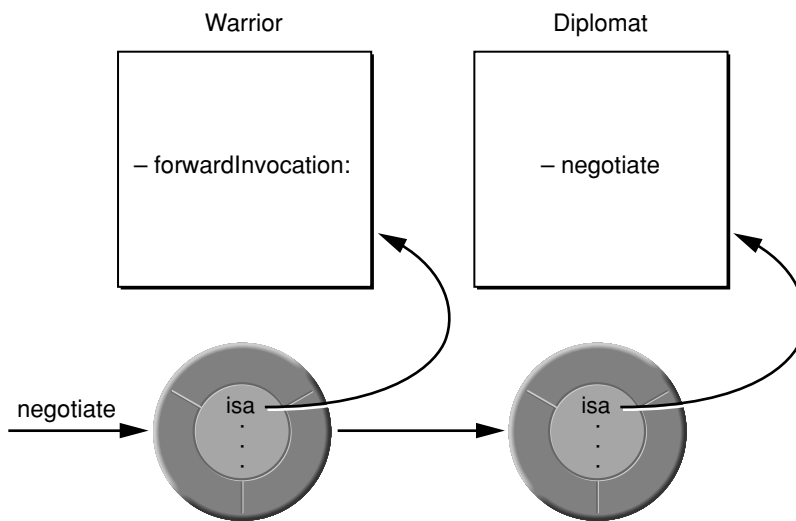 Warrior
Diplomat
– forwardInvocation:
– negotiate
negotiate
isa
.
.
.
isa
.
.
.